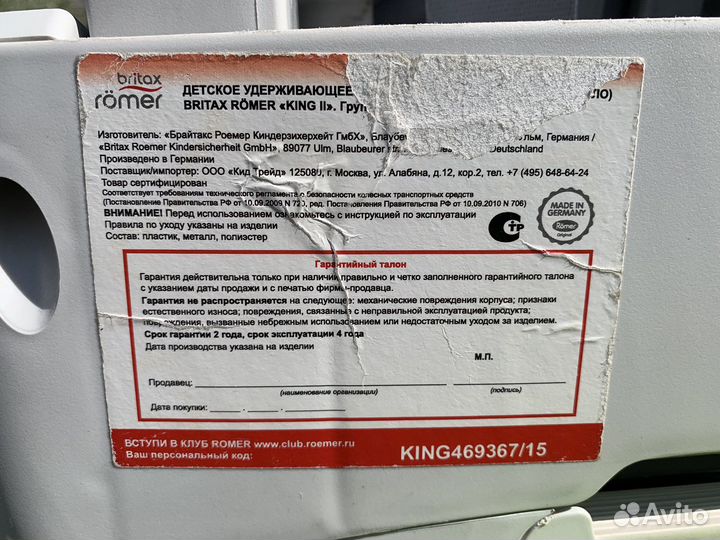 britax
römer
ДЕТСКОЕ УДЕРЖИВАЮЩЕЕ ЛО)
BRITAX RÖMER «KING II».
Изготовитель: «Брайтакс Роемер Киндерзихерхейт ГмбХ», Германия /
«Britax Roemer Kindersicherheit GmbH», 89077 Ulm, Blaubeurer Deutschland
Произведено в Германии
Поставщик/импортер: ООО «Кид Трейд» 125080, г. Москва, ул. Алабяна, д.12, кор.2, тел. +7 (495) 648-64-24
Товар сертифицирован
Соответствует требованиям технического регламента о безопасности колесных транспортных средств
(Постановление Правительства РФ от 10.09.2009 N 720, ред. Постановления Правительства РФ от 10.09.2010 N 706)
ВНИМАНИЕ! Перед использованием ознакомьтесь с инструкцией по эксплуатации
Правила по уходу указаны на изделии
Состав: пластик, металл, полиэстер
ТР
MADE IN
GERMANY
Römer
Original
Гарантийный талон
Гарантия действительна только при наличии правильно и четко заполненного гарантийного талона
с указанием даты продажи и с печатью фирмы-продавца.
Гарантия не распространяется на следующее: механические повреждения корпуса; признаки
естественного износа; повреждения, связанные с неправильной эксплуатацией продукта;
повреждения, вызванные небрежным использованием или недостаточным уходом за изделием.
Срок гарантии 2 года, срок эксплуатации 4 года
Дата производства указана на изделии
М.П.
Продавец:
(наименование организации) (подпись)
Дата покупки:
ВСТУПИ В КЛУБ ROMER www.club.roemer.ru
Ваш персональный код:
KING469367/15
Avito